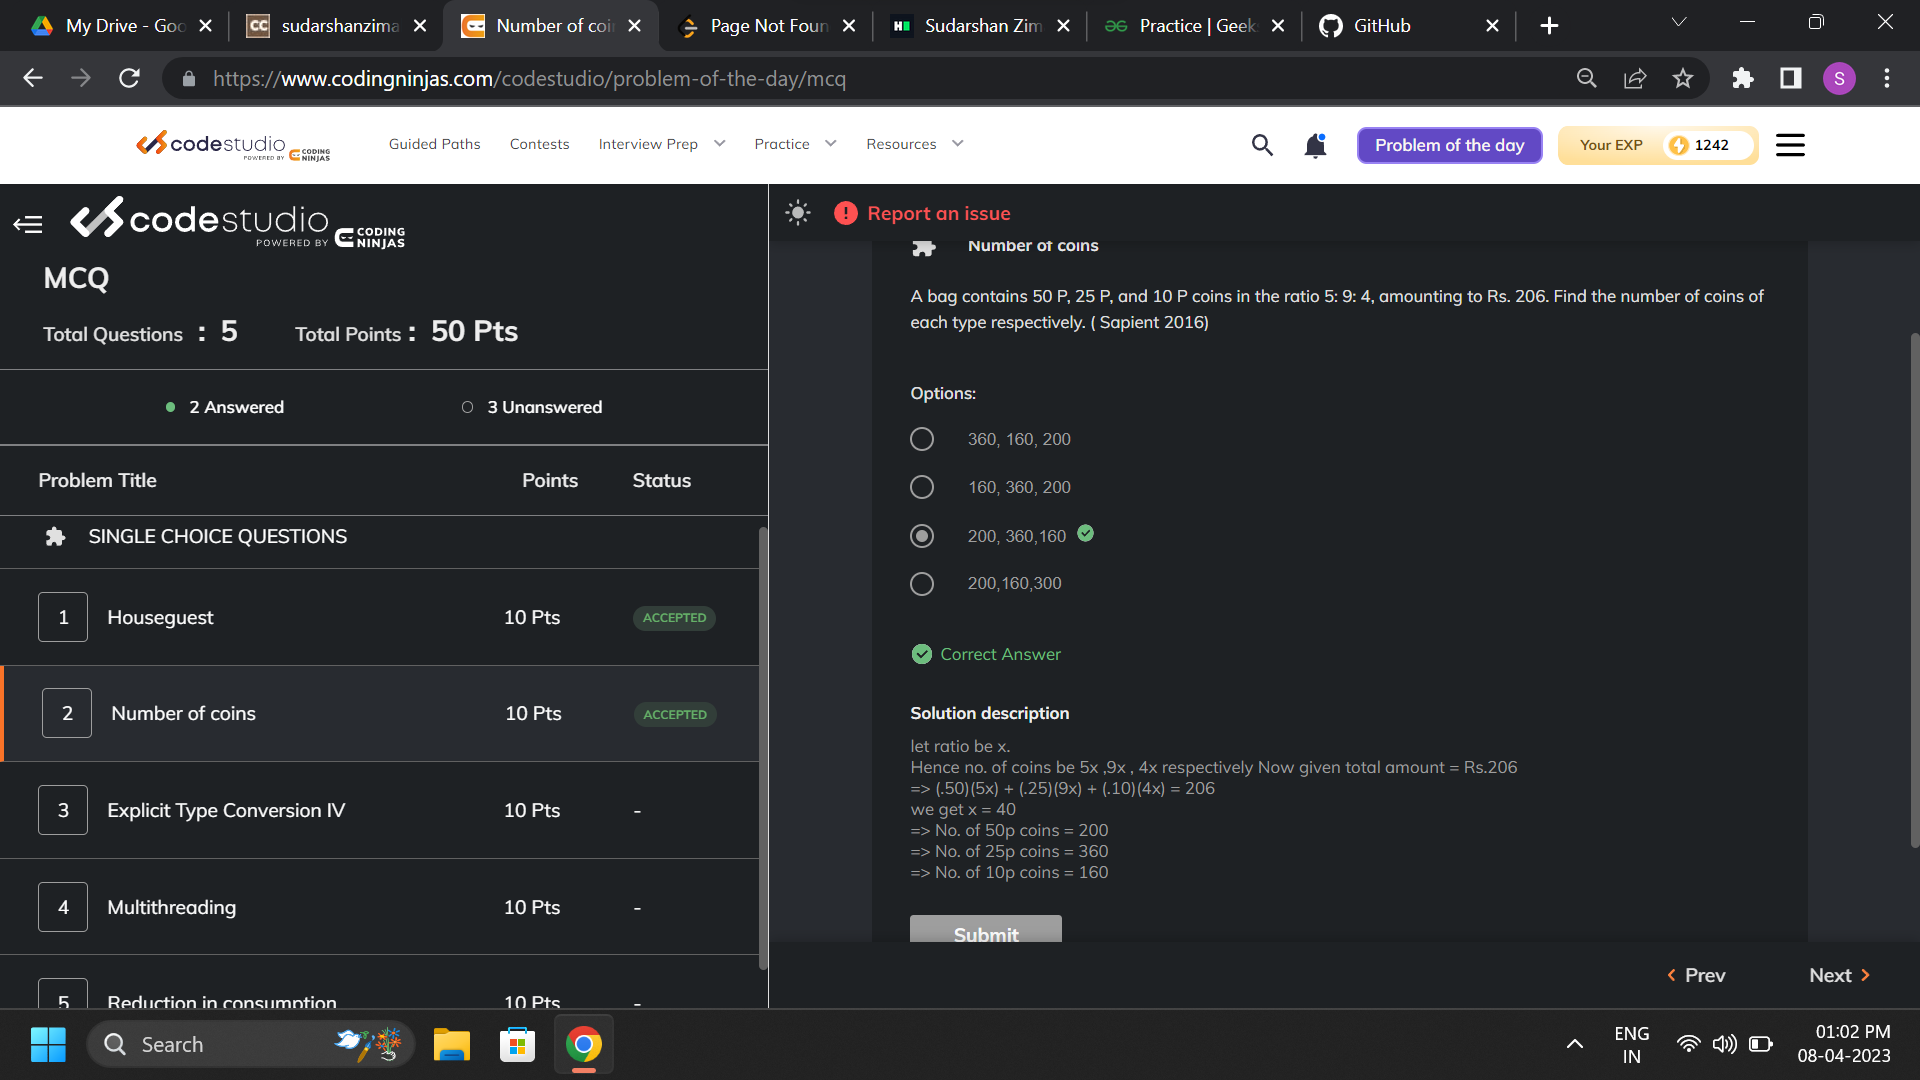 My Drive - Goo
sudarshanzima
Number of coi
Page Not Foun
Sudarshan Zim
Practice | Geek
GitHub
https://www.codingninjas.com/codestudio/problem-of-the-day/mcq
S
codestudio
POWERED BY CODING NINJAS
Guided Paths
Contests
Interview Prep
Practice
Resources
Problem of the day
Your EXP 1242
codestudio
POWERED BY CODING NINJAS
MCQ
Total Questions : 5 Total Points : 50 Pts
2 Answered 3 Unanswered
Problem Title Points Status
SINGLE CHOICE QUESTIONS
1 Houseguest 10 Pts ACCEPTED
2 Number of coins 10 Pts ACCEPTED
3 Explicit Type Conversion IV 10 Pts -
4 Multithreading 10 Pts -
5 Reduction in consumption 10 Pts -
Report an issue
Number of coins
A bag contains 50 P, 25 P, and 10 P coins in the ratio 5: 9: 4, amounting to Rs. 206. Find the number of coins of
each type respectively. ( Sapient 2016)
Options:
360, 160, 200
160, 360, 200
200, 360,160
200,160,300
Correct Answer
Solution description
let ratio be x.
Hence no. of coins be 5x ,9x , 4x respectively Now given total amount = Rs.206
=> (.50)(5x) + (.25)(9x) + (.10)(4x) = 206
we get x = 40
=> No. of 50p coins = 200
=> No. of 25p coins = 360
=> No. of 10p coins = 160
Submit
Prev Next
Search
ENG
IN
01:02 PM
08-04-2023